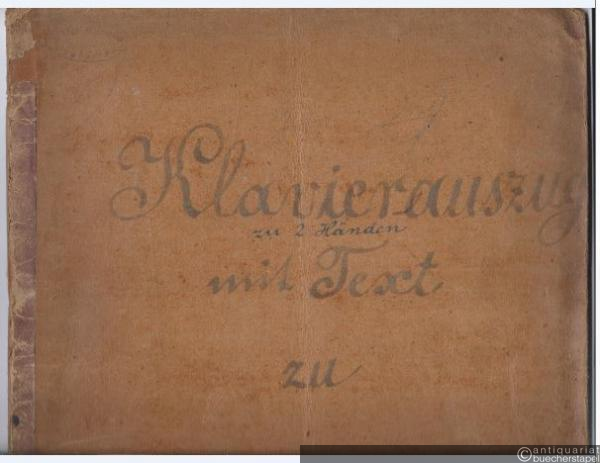 Klavierauszug
zu 2 Händen
mit Text
zu
©antiquariat
buecherstapel